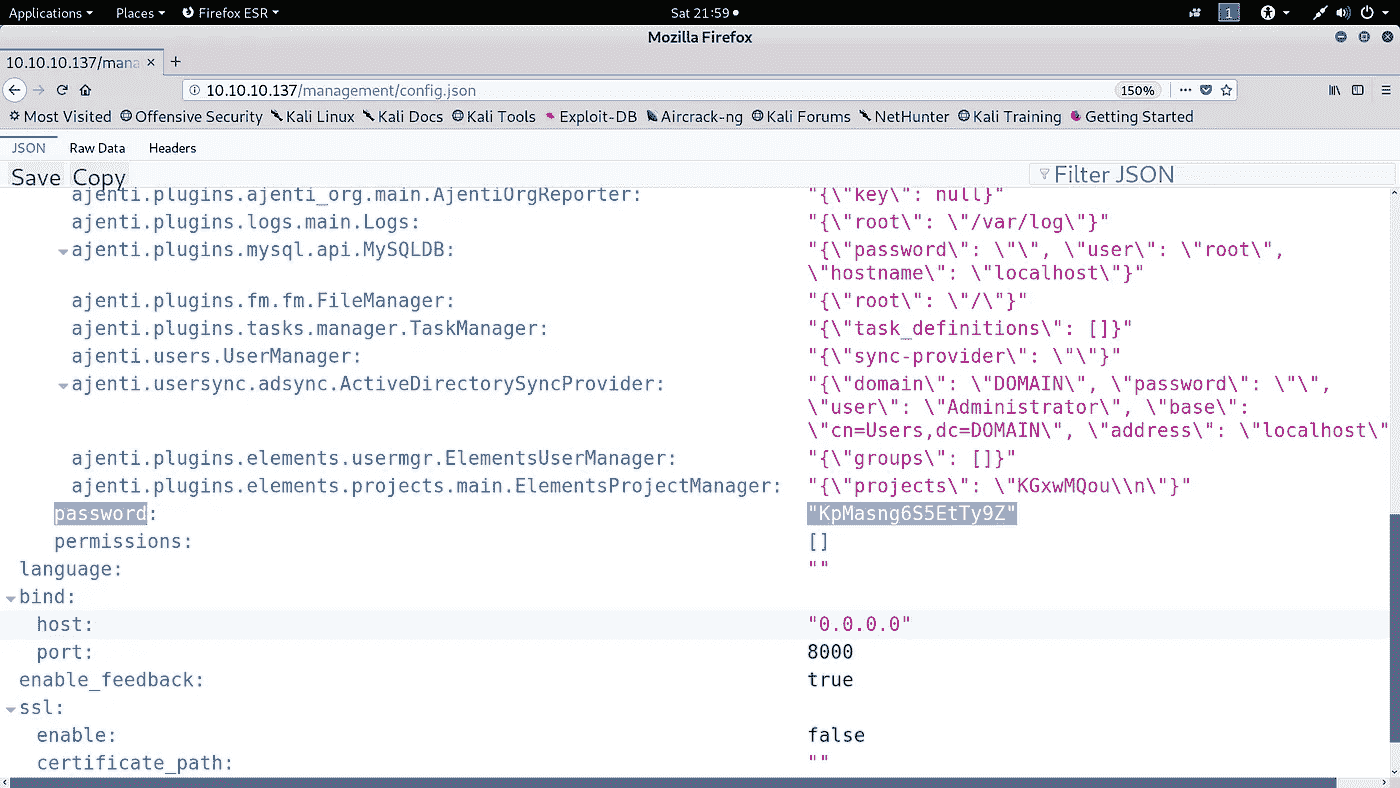 Applications Places Firefox ESR Sat 21:59 1
Mozilla Firefox
10.10.10.137/mana
10.10.10.137/management/config.json 150%
Most Visited Offensive Security Kali Linux Kali Docs Kali Tools Exploit-DB Aircrack-ng Kali Forums NetHunter Kali Training Getting Started
JSON Raw Data Headers
Save Copy Filter JSON
ajenti.plugins.ajenti_org.main.AjentiOrgReporter: "{\"key\": null}"
ajenti.plugins.logs.main.Logs: "{\"root\": \"/var/log\"}"
ajenti.plugins.mysql.api.MySQLDB: "{\"password\": \"\", \"user\": \"root\",
\"hostname\": \"localhost\"}"
ajenti.plugins.fm.fm.FileManager: "{\"root\": \"/\"}"
ajenti.plugins.tasks.manager.TaskManager: "{\"task_definitions\": []}"
ajenti.users.UserManager: "{\"sync-provider\": \"\"}"
ajenti.usersync.adsync.ActiveDirectorySyncProvider: "{\"domain\": \"DOMAIN\", \"password\": \"\",
\"user\": \"Administrator\", \"base\":
\"cn=Users,dc=DOMAIN\", \"address\": \"localhost\"
ajenti.plugins.elements.usermgr.ElementsUserManager: "{\"groups\": []}"
ajenti.plugins.elements.projects.main.ElementsProjectManager: "{\"projects\": \"KGxwMQou\\n\"}"
password: "KpMasng6S5EtTy9Z"
permissions: []
language: ""
bind:
host: "0.0.0.0"
port: 8000
enable_feedback: true
ssl:
enable: false
certificate_path: ""